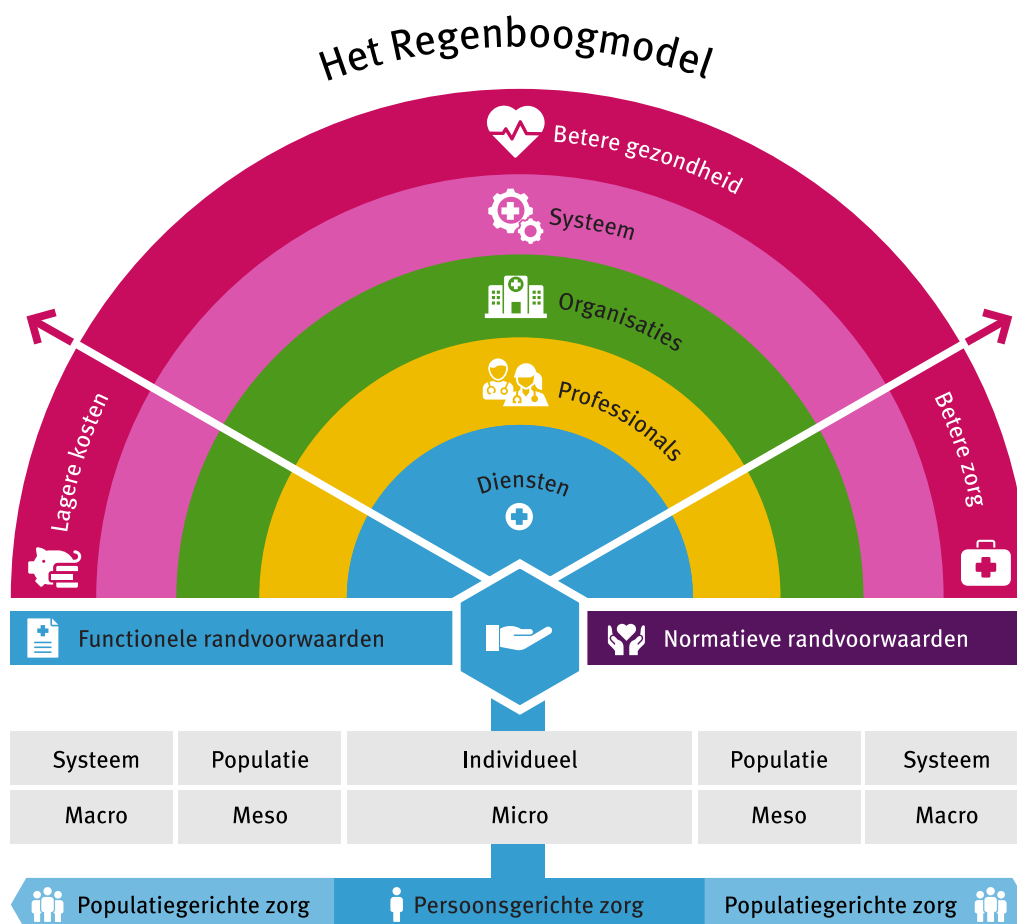 Het Regenboogmodel
Betere gezondheid
Systeem
Organisaties
Professionals
Diensten
Lagere kosten
Betere zorg
Functionele randvoorwaarden
Normatieve randvoorwaarden
Systeem Populatie Individueel Populatie Systeem
Macro Meso Micro Meso Macro
Populatiegerichte zorg Persoonsgerichte zorg Populatiegerichte zorg